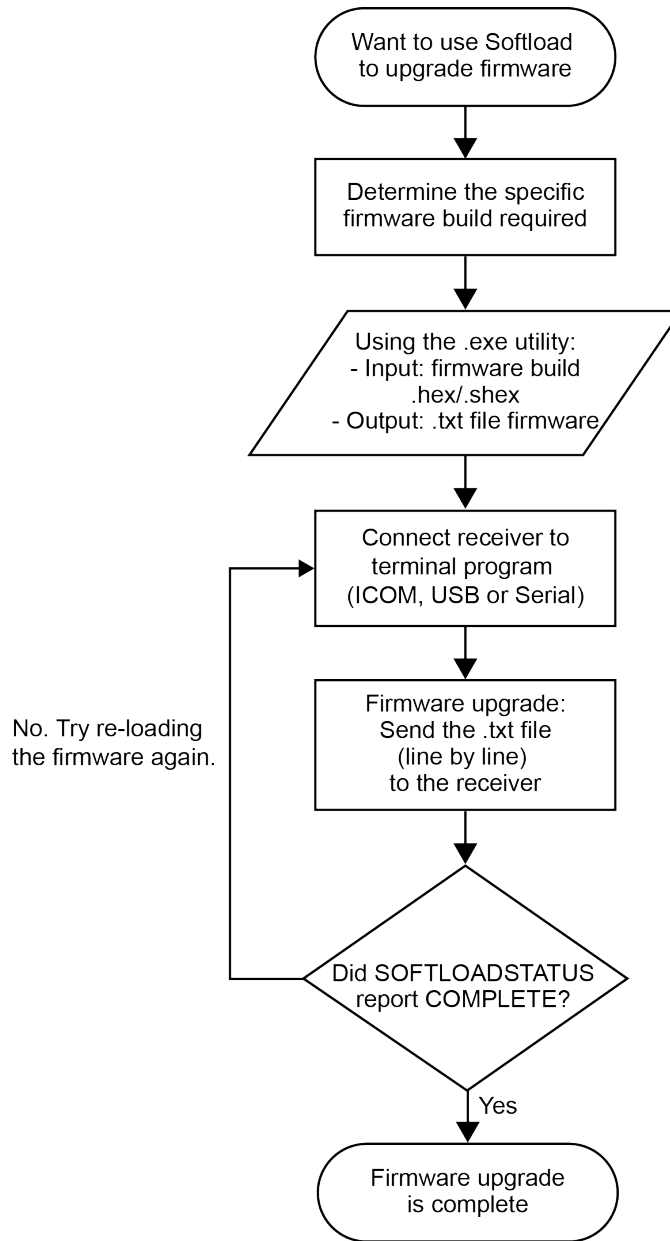 Want to use Softload
to upgrade firmware
Determine the specific
firmware build required
Using the .exe utility:
- Input: firmware build
.hex/.shex
- Output: .txt file firmware
Connect receiver to
terminal program
(ICOM, USB or Serial)
Firmware upgrade:
Send the .txt file
(line by line)
to the receiver
No. Try re-loading
the firmware again.
Did SOFTLOADSTATUS
report COMPLETE?
Yes
Firmware upgrade
is complete